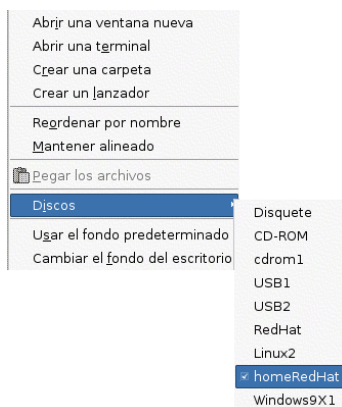 Abrir una ventana nueva
Abrir una terminal
Crear una carpeta
Crear un lanzador
Reordenar por nombre
Mantener alineado
Pegar los archivos
Discos
Usar el fondo predeterminado
Cambiar el fondo del escritorio
Disquete
CD-ROM
cdrom1
USB1
USB2
RedHat
Linux2
homeRedHat
Windows9X1